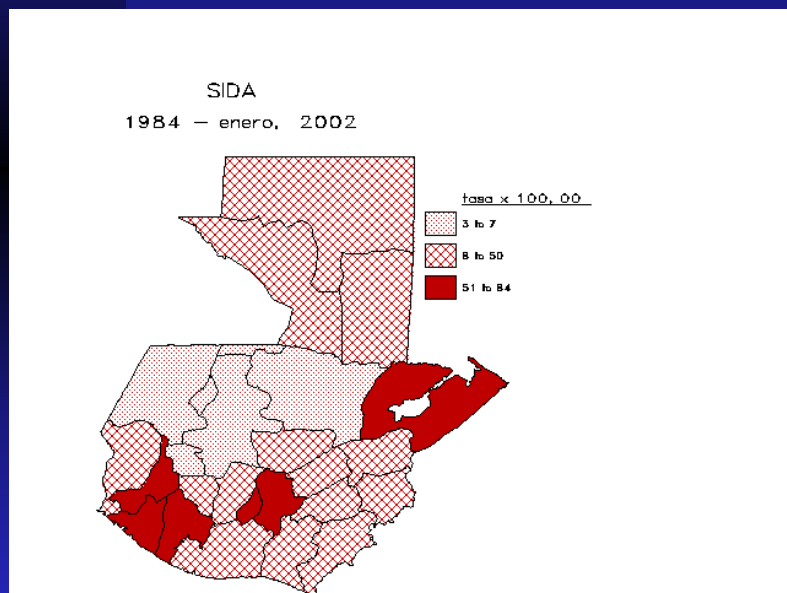 SIDA
1984 – enero, 2002
tasa x 100, 00
3 to 7
8 to 50
51 to 84